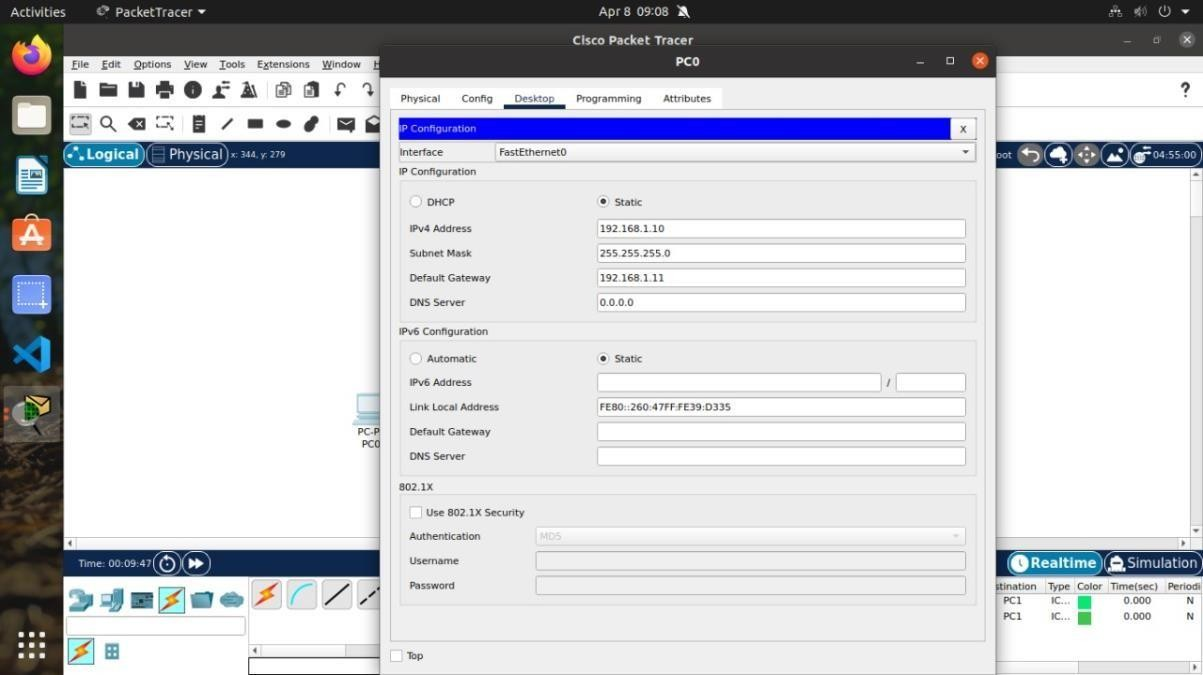 Activities PacketTracer Apr 8 09:08
Cisco Packet Tracer
PC0
File Edit Options View Tools Extensions Window H
Physical Config Desktop Programming Attributes
?
IP Configuration X
Logical Physical x: 344, y: 279
Interface FastEthernet0
oot 04:55:00
IP Configuration
DHCP Static
IPv4 Address 192.168.1.10
Subnet Mask 255.255.255.0
Default Gateway 192.168.1.11
DNS Server 0.0.0.0
IPv6 Configuration
Automatic Static
IPv6 Address /
Link Local Address FE80::260:47FF:FE39:D335
PC-P
Default Gateway
PC0
DNS Server
802.1X
Use 802.1X Security
Authentication MD5
Username
Password
Time: 00:09:47 Realtime Simulation
stination Type Color Time(sec) Periodi
PC1 IC... 0.000 N
PC1 IC... 0.000 N
Top